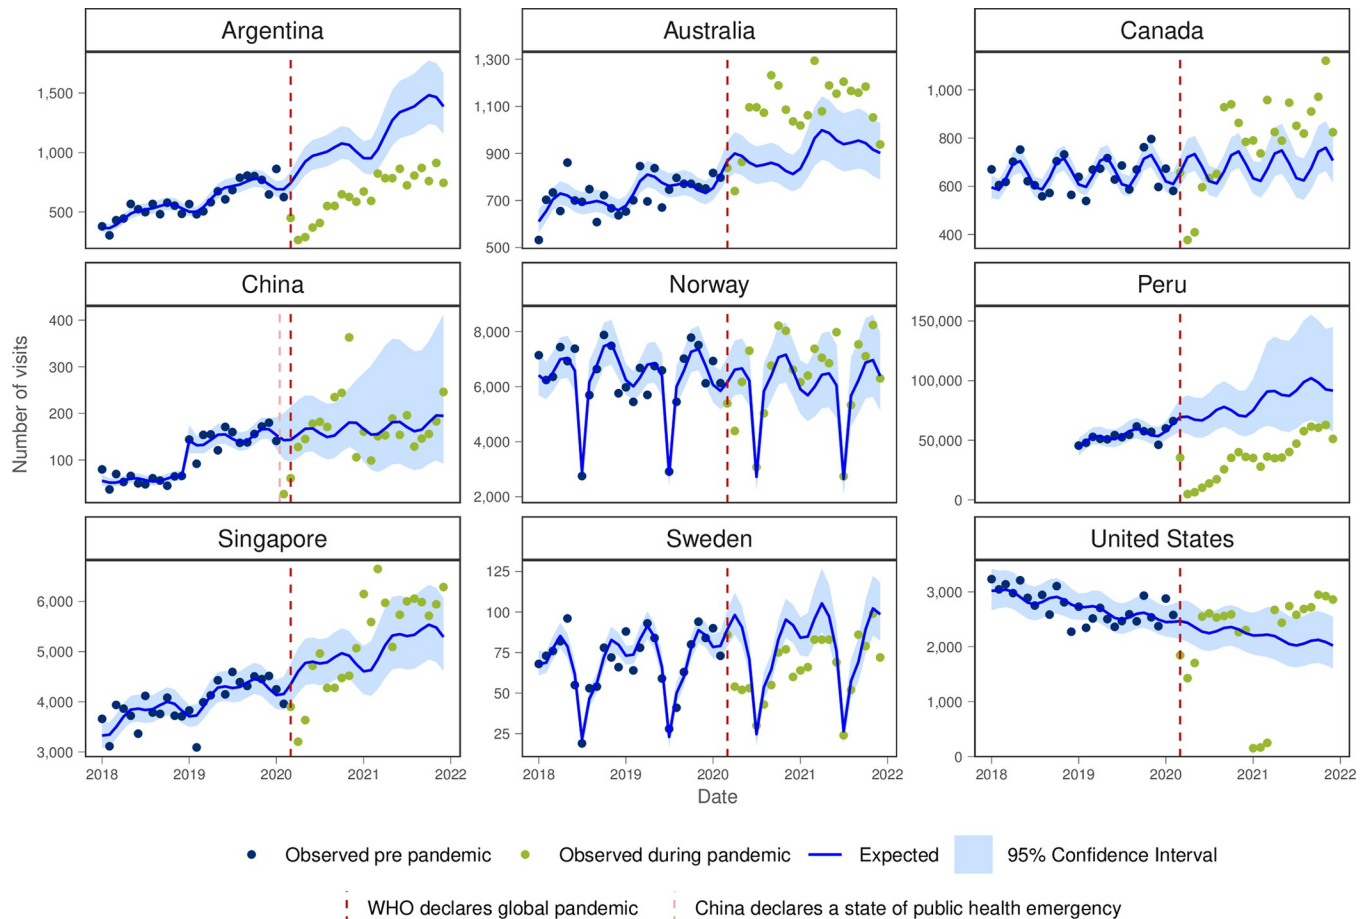 Argentina
Australia
Canada
1,500
1,000
500
1,300
1,100
900
700
500
1,000
800
600
400
China
Norway
Peru
Number of visits
400
300
200
100
8,000
6,000
4,000
2,000
150,000
100,000
50,000
0
Singapore
Sweden
United States
6,000
5,000
4,000
3,000
125
100
75
50
25
3,000
2,000
1,000
0
2018 2019 2020 2021 2022
2018 2019 2020 2021 2022
2018 2019 2020 2021 2022
Date
Observed pre pandemic Observed during pandemic Expected 95% Confidence Interval
WHO declares global pandemic China declares a state of public health emergency